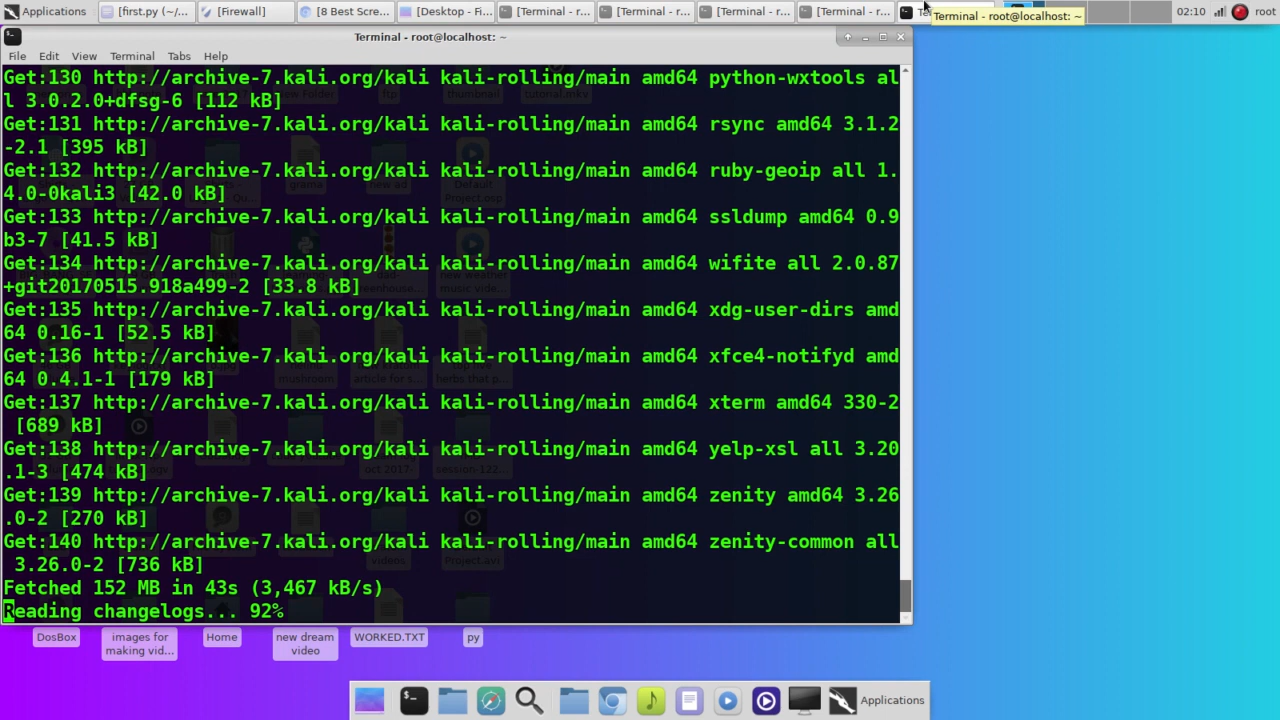 Applications
[first.py (~/...
[Firewall]
[8 Best Scre...
[Desktop - Fi...
[Terminal - r...
[Terminal - r...
[Terminal - r...
[Terminal - r...
Terminal - root@localhost: ~
02:10
root
Terminal - root@localhost: ~
File Edit View Terminal Tabs Help
Get:130 http://archive-7.kali.org/kali kali-rolling/main amd64 python-wxtools al
l 3.0.2.0+dfsg-6 [112 kB]
Get:131 http://archive-7.kali.org/kali kali-rolling/main amd64 rsync amd64 3.1.2
-2.1 [395 kB]
Get:132 http://archive-7.kali.org/kali kali-rolling/main amd64 ruby-geoip all 1.
4.0-0kali3 [42.0 kB]
Get:133 http://archive-7.kali.org/kali kali-rolling/main amd64 ssldump amd64 0.9
b3-7 [41.5 kB]
Get:134 http://archive-7.kali.org/kali kali-rolling/main amd64 wifite all 2.0.87
+git20170515.918a499-2 [33.8 kB]
Get:135 http://archive-7.kali.org/kali kali-rolling/main amd64 xdg-user-dirs amd
64 0.16-1 [52.5 kB]
Get:136 http://archive-7.kali.org/kali kali-rolling/main amd64 xfce4-notifyd amd
64 0.4.1-1 [179 kB]
Get:137 http://archive-7.kali.org/kali kali-rolling/main amd64 xterm amd64 330-2
[689 kB]
Get:138 http://archive-7.kali.org/kali kali-rolling/main amd64 yelp-xsl all 3.20
.1-3 [474 kB]
Get:139 http://archive-7.kali.org/kali kali-rolling/main amd64 zenity amd64 3.26
.0-2 [270 kB]
Get:140 http://archive-7.kali.org/kali kali-rolling/main amd64 zenity-common all
3.26.0-2 [736 kB]
Fetched 152 MB in 43s (3,467 kB/s)
Reading changelogs... 92%
DosBox
images for
making vid...
Home
new dream
video
WORKED.TXT
py
Applications